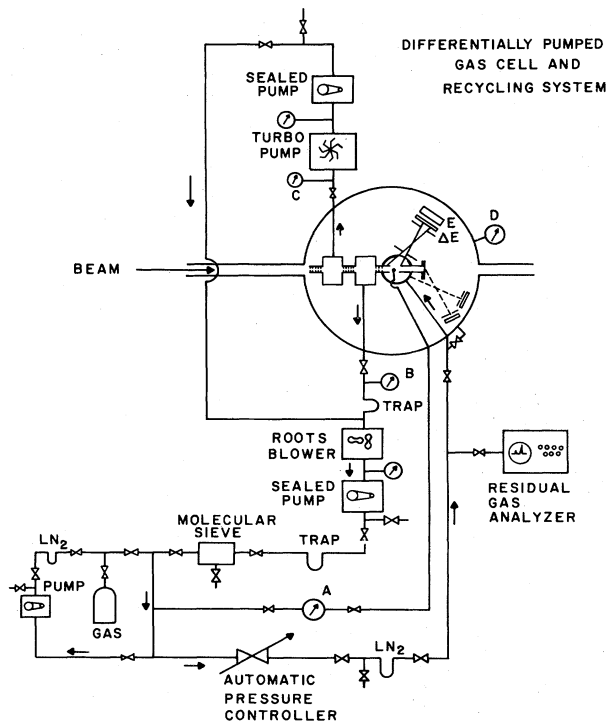 DIFFERENTIALLY PUMPED
GAS CELL AND
RECYCLING SYSTEM
SEALED
PUMP
TURBO
PUMP
C
E
ΔE
D
BEAM
B
TRAP
ROOTS
BLOWER
SEALED
PUMP
RESIDUAL
GAS
ANALYZER
MOLECULAR
SIEVE
TRAP
LN2
PUMP
GAS
A
LN2
AUTOMATIC
PRESSURE
CONTROLLER